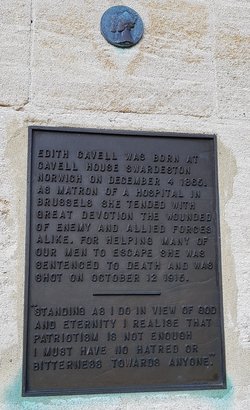 EDITH CAVELL WAS BORN AT
CAVELL HOUSE SWARDESTON
NORWICH ON DECEMBER 4 1865.
AS MATRON OF A HOSPITAL IN
BRUSSELS SHE TENDED WITH
GREAT DEVOTION THE WOUNDED
OF ENEMY AND ALLIED FORCES
ALIKE. FOR HELPING MANY OF
OUR MEN TO ESCAPE SHE WAS
SENTENCED TO DEATH AND WAS
SHOT ON OCTOBER 12 1915.
"STANDING AS I DO IN VIEW OF GOD
AND ETERNITY I REALISE THAT
PATRIOTISM IS NOT ENOUGH
I MUST HAVE NO HATRED OR
BITTERNESS TOWARDS ANYONE."